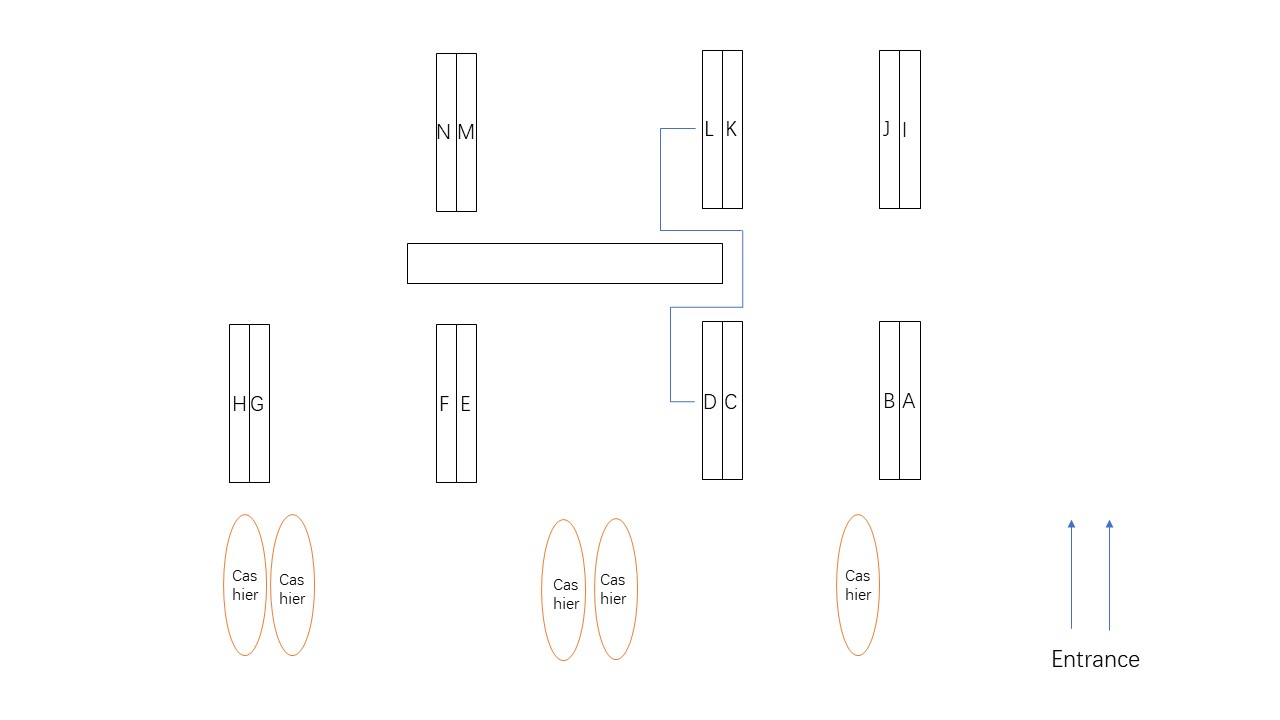 N M
L K
J I
H G
F E
D C
B A
Cas
hier
Cas
hier
Cas
hier
Cas
hier
Cas
hier
Entrance